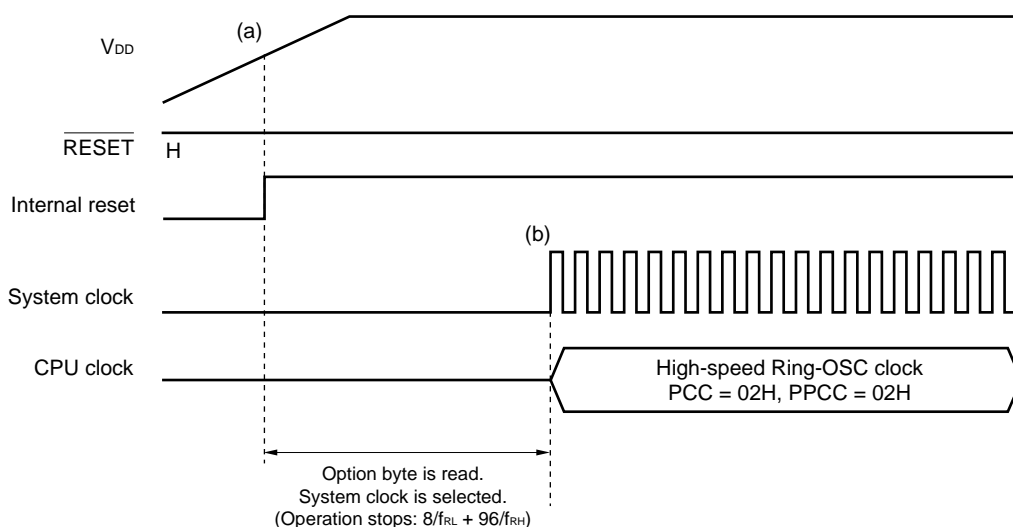 (a)
VDD
RESET
H
Internal reset
(b)
System clock
CPU clock
High-speed Ring-OSC clock
PCC = 02H, PPCC = 02H
Option byte is read.
System clock is selected.
(Operation stops: 8/fRL + 96/fRH)